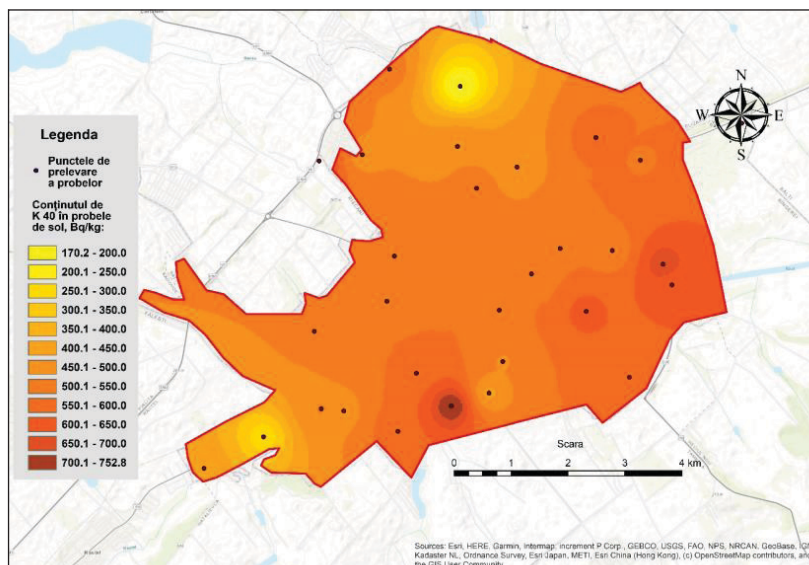 N
W
E
S
Legenda
Punctele de
prelevare
a probelor
Conținutul de
K 40 în probele
de sol, Bq/kg:
170.2 - 200.0
200.1 - 250.0
250.1 - 300.0
300.1 - 350.0
350.1 - 400.0
400.1 - 450.0
450.1 - 500.0
500.1 - 550.0
550.1 - 600.0
600.1 - 650.0
650.1 - 700.0
700.1 - 752.8
Scara
0 1 2 3 4 km
Sources: Esri, HERE, Garmin, Intermap, increment P Corp., GEBCO, USGS, FAO, NPS, NRCAN, GeoBase,
Kadaster NL, Ordnance Survey, Esri Japan, METI, Esri China (Hong Kong), (c) OpenStreetMap contributors, and
the GIS User Community